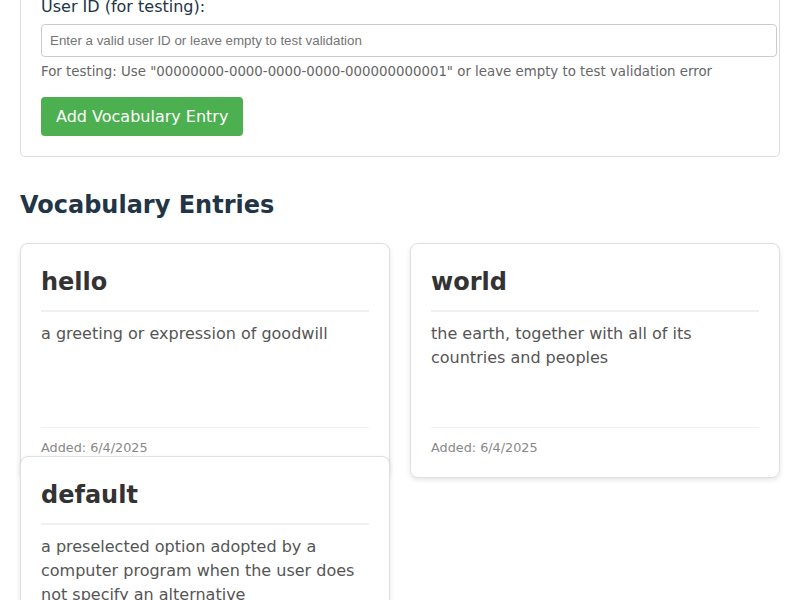 User ID (for testing):
Enter a valid user ID or leave empty to test validation
For testing: Use "00000000-0000-0000-0000-000000000001" or leave empty to test validation error
Add Vocabulary Entry
Vocabulary Entries
hello
a greeting or expression of goodwill
Added: 6/4/2025
world
the earth, together with all of its
countries and peoples
Added: 6/4/2025
default
a preselected option adopted by a
computer program when the user does
not specify an alternative